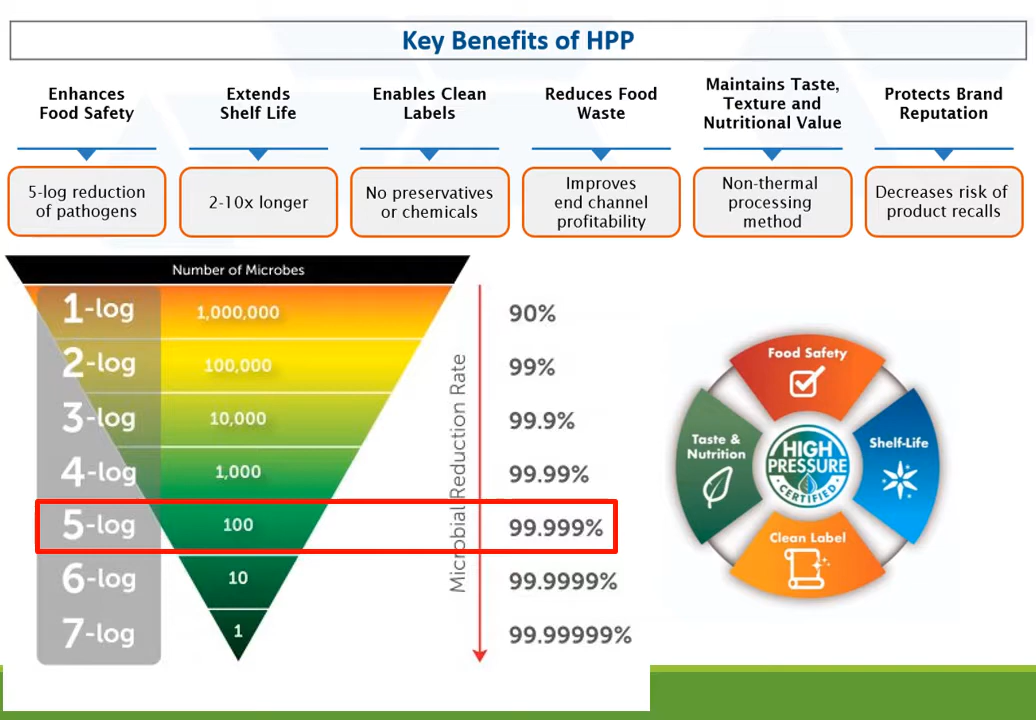 Key Benefits of HPP
Enhances
Food Safety
Extends
Shelf Life
Enables Clean
Labels
Reduces Food
Waste
Maintains Taste,
Texture and
Nutritional Value
Protects Brand
Reputation
5-log reduction
of pathogens
2-10x longer
No preservatives
or chemicals
Improves
end channel
profitability
Non-thermal
processing
method
Decreases risk of
product recalls
Number of Microbes
1-log 1,000,000 90%
2-log 100,000 99%
3-log 10,000 99.9%
4-log 1,000 99.99%
5-log 100 99.999%
6-log 10 99.9999%
7-log 1 99.99999%
Microbial Reduction Rate
Food Safety
Taste &
Nutrition
HIGH
PRESSURE
CERTIFIED
Shelf-Life
Clean Label